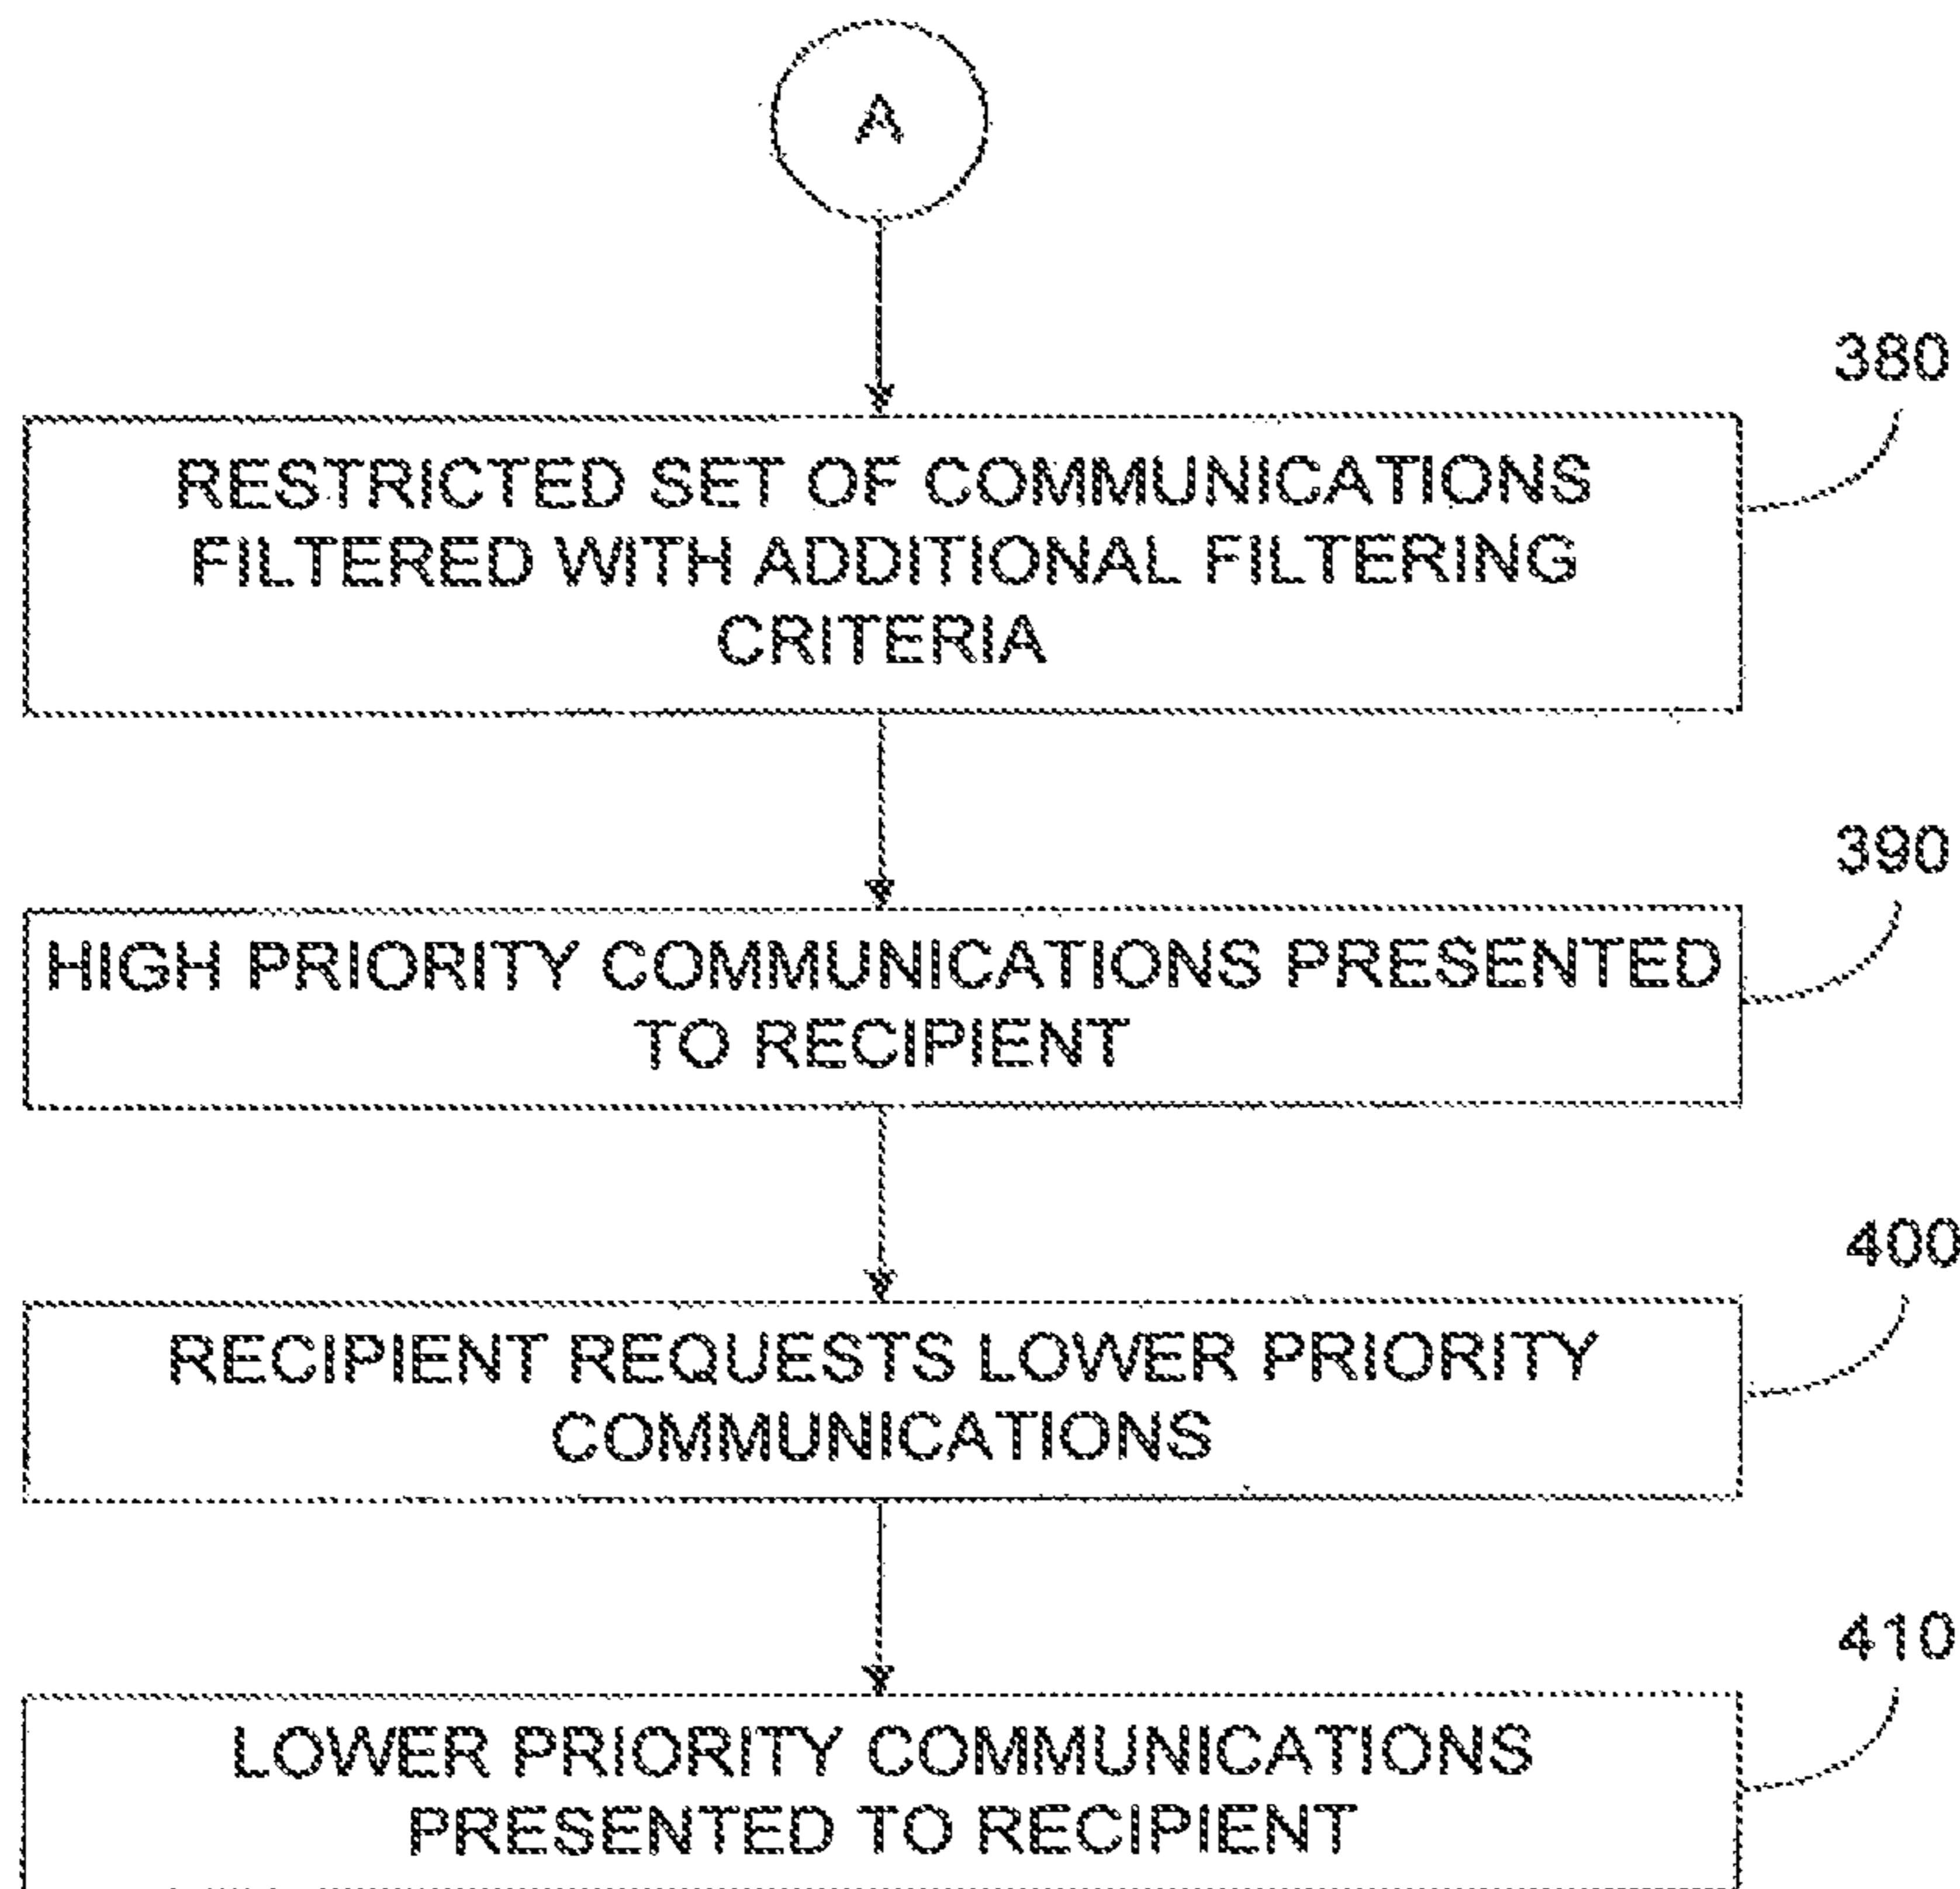 A
380
RESTRICTED SET OF COMMUNICATIONS
FILTERED WITH ADDITIONAL FILTERING
CRITERIA
390
HIGH PRIORITY COMMUNICATIONS PRESENTED
TO RECIPIENT
400
RECIPIENT REQUESTS LOWER PRIORITY
COMMUNICATIONS
410
LOWER PRIORITY COMMUNICATIONS
PRESENTED TO RECIPIENT